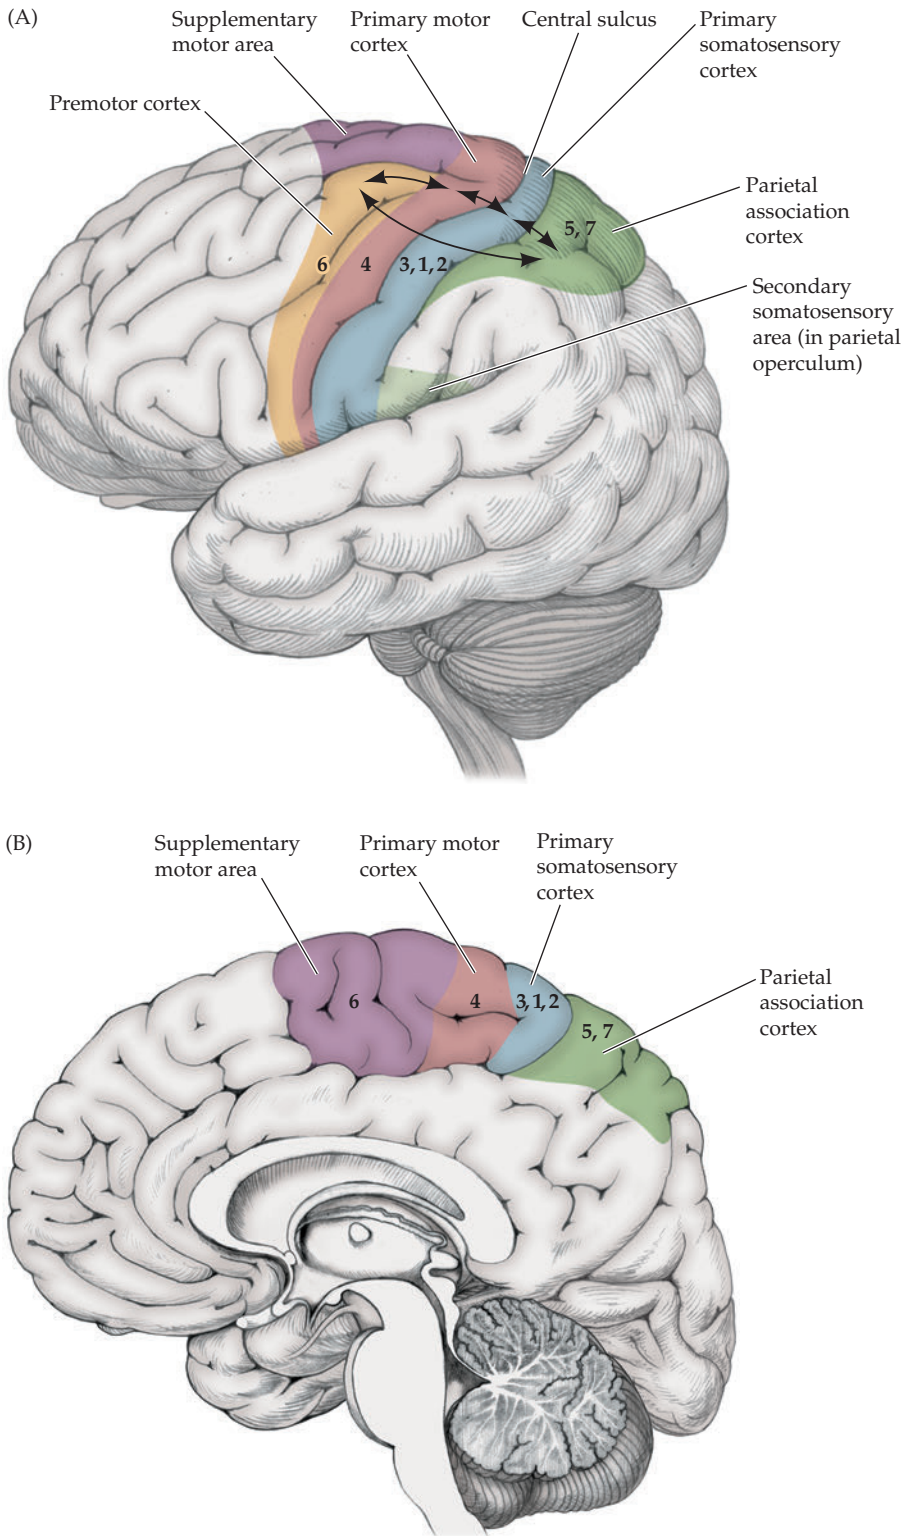 (A)
Supplementary
motor area
Primary motor
cortex
Central sulcus
Primary
somatosensory
cortex
Premotor cortex
Parietal
association
cortex
5, 7
6
4
3, 1, 2
Secondary
somatosensory
area (in parietal
operculum)
(B)
Supplementary
motor area
Primary motor
cortex
Primary
somatosensory
cortex
Parietal
association
cortex
6
4
3, 1, 2
5, 7